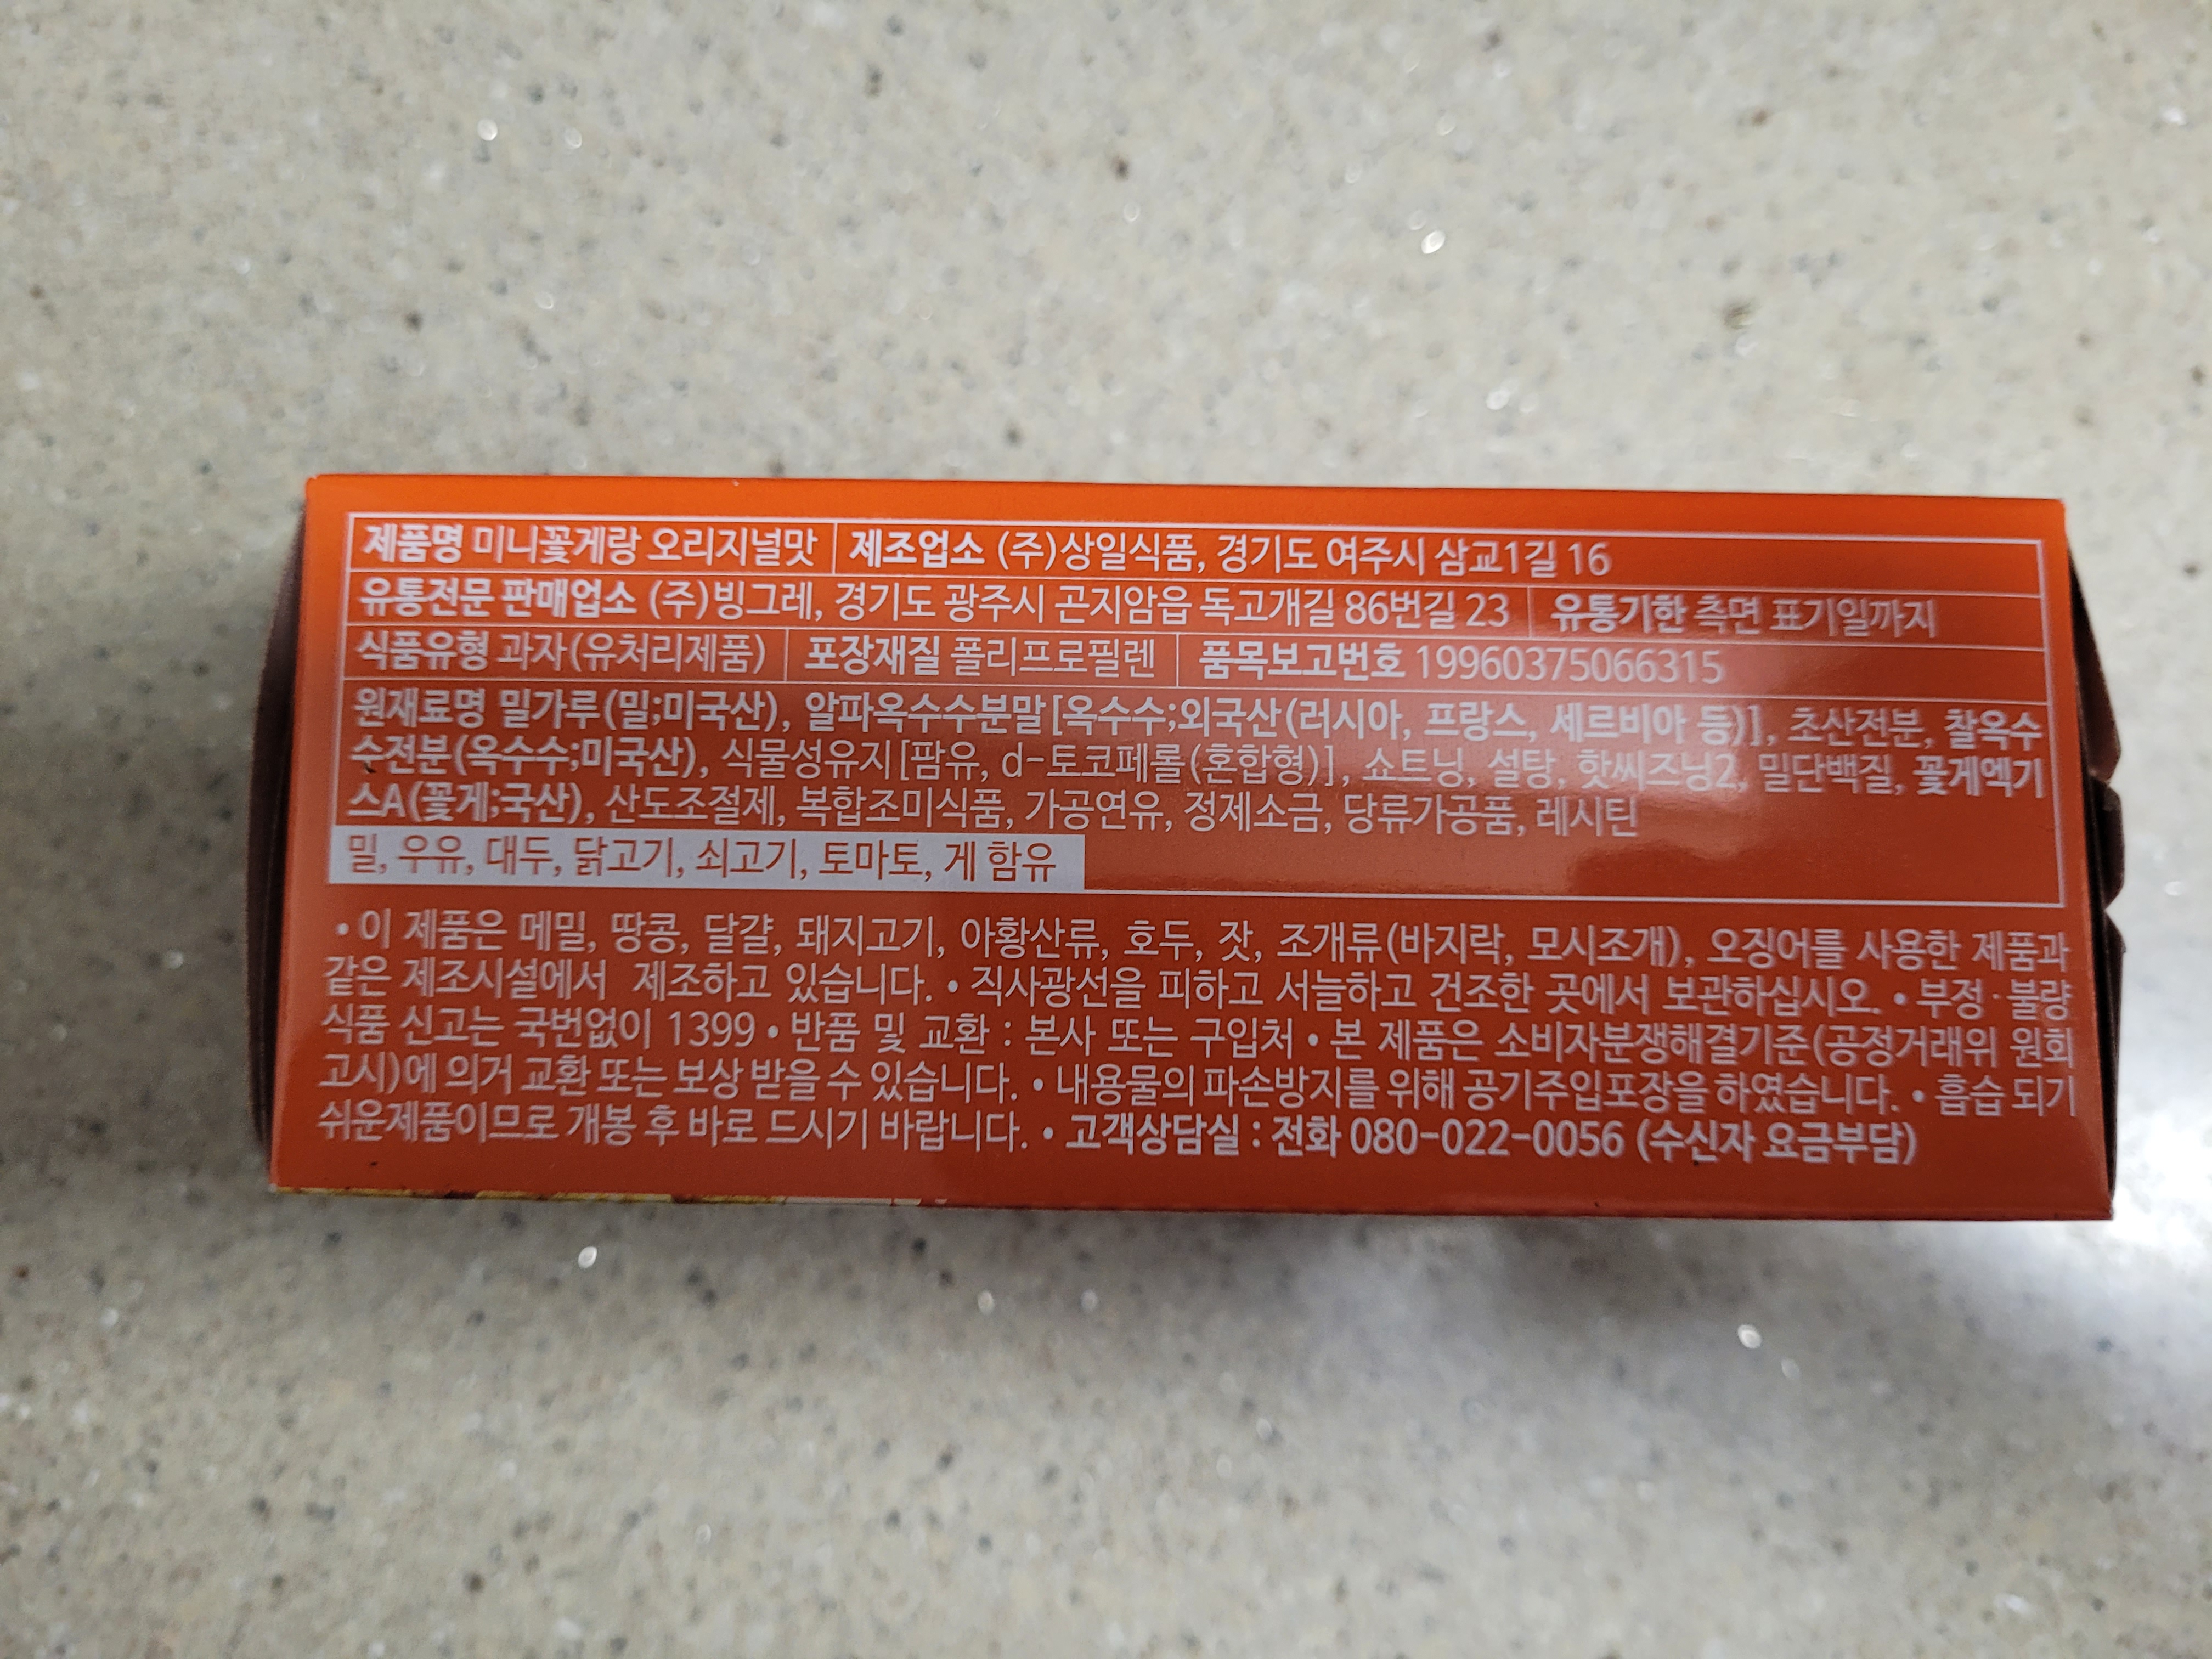 제품명 미니꽃게랑 오리지널맛 제조업소 (주)상일식품, 경기도 여주시 삼교1길 16
유통전문 판매업소 (주)빙그레, 경기도 광주시 곤지암읍 독고개길 86번길 23 유통기한 측면 표기일까지
식품유형 과자(유처리제품) 포장재질 폴리프로필렌 품목보고번호 19960375066315
원재료명 밀가루(밀;미국산), 알파옥수수분말[옥수수;외국산(러시아, 프랑스, 세르비아 등)], 초산전분, 찰옥수
수전분(옥수수;미국산), 식물성유지[팜유, d-토코페롤(혼합형)], 쇼트닝, 설탕, 핫씨즈닝2, 밀단백질, 꽃게엑기
스A(꽃게;국산), 산도조절제, 복합조미식품, 가공연유, 정제소금, 당류가공품, 레시틴
밀, 우유, 대두, 닭고기, 쇠고기, 토마토, 게 함유
• 이 제품은 메밀, 땅콩, 달걀, 돼지고기, 아황산류, 호두, 잣, 조개류(바지락, 모시조개), 오징어를 사용한 제품과
같은 제조시설에서 제조하고 있습니다. • 직사광선을 피하고 서늘하고 건조한 곳에서 보관하십시오. • 부정·불량
식품 신고는 국번없이 1399 • 반품 및 교환 : 본사 또는 구입처 • 본 제품은 소비자분쟁해결기준(공정거래위 원회
고시)에 의거 교환 또는 보상 받을 수 있습니다. • 내용물의 파손방지를 위해 공기주입포장을 하였습니다. • 흡습 되기
쉬운제품이므로 개봉 후 바로 드시기 바랍니다. • 고객상담실 : 전화 080-022-0056 (수신자 요금부담)